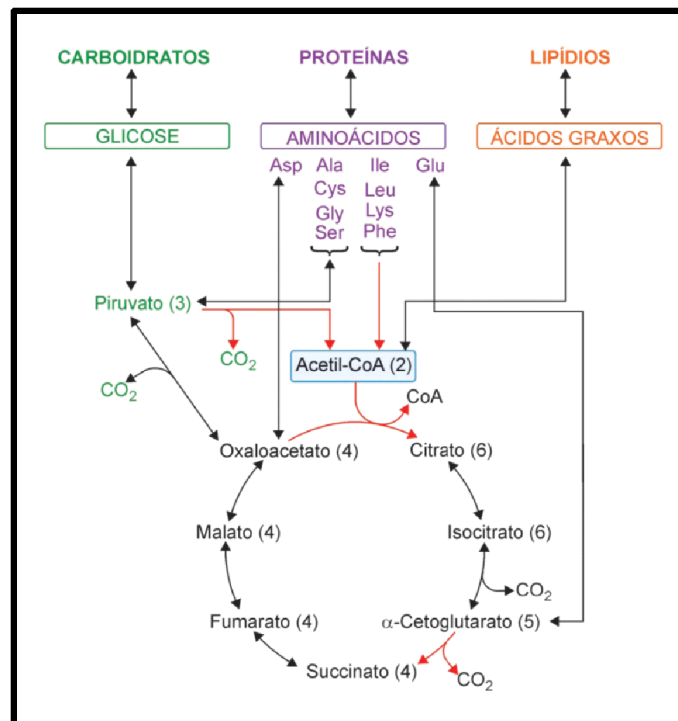 CARBOIDRATOS PROTEÍNAS LIPÍDIOS
GLICOSE AMINOÁCIDOS ÁCIDOS GRAXOS
Asp Ala Ile Glu
Cys Leu
Gly Lys
Ser Phe
Piruvato (3)
CO₂ Acetil-CoA (2)
CO₂ CoA
Oxaloacetato (4) Citrato (6)
Malato (4) Isocitrato (6)
CO₂
Fumarato (4) α-Cetoglutarato (5)
Succinato (4) CO₂